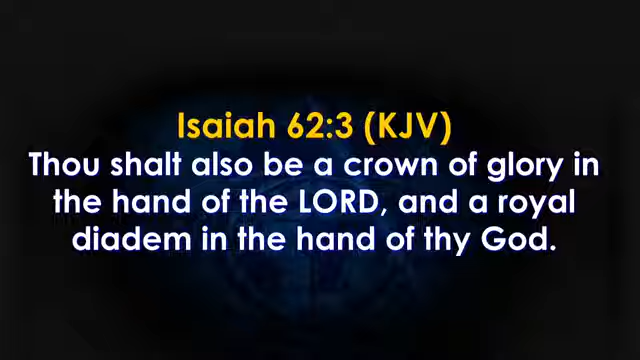 Isaiah 62:3 (KJV)
Thou shalt also be a crown of glory in
the hand of the LORD, and a royal
diadem in the hand of thy God.